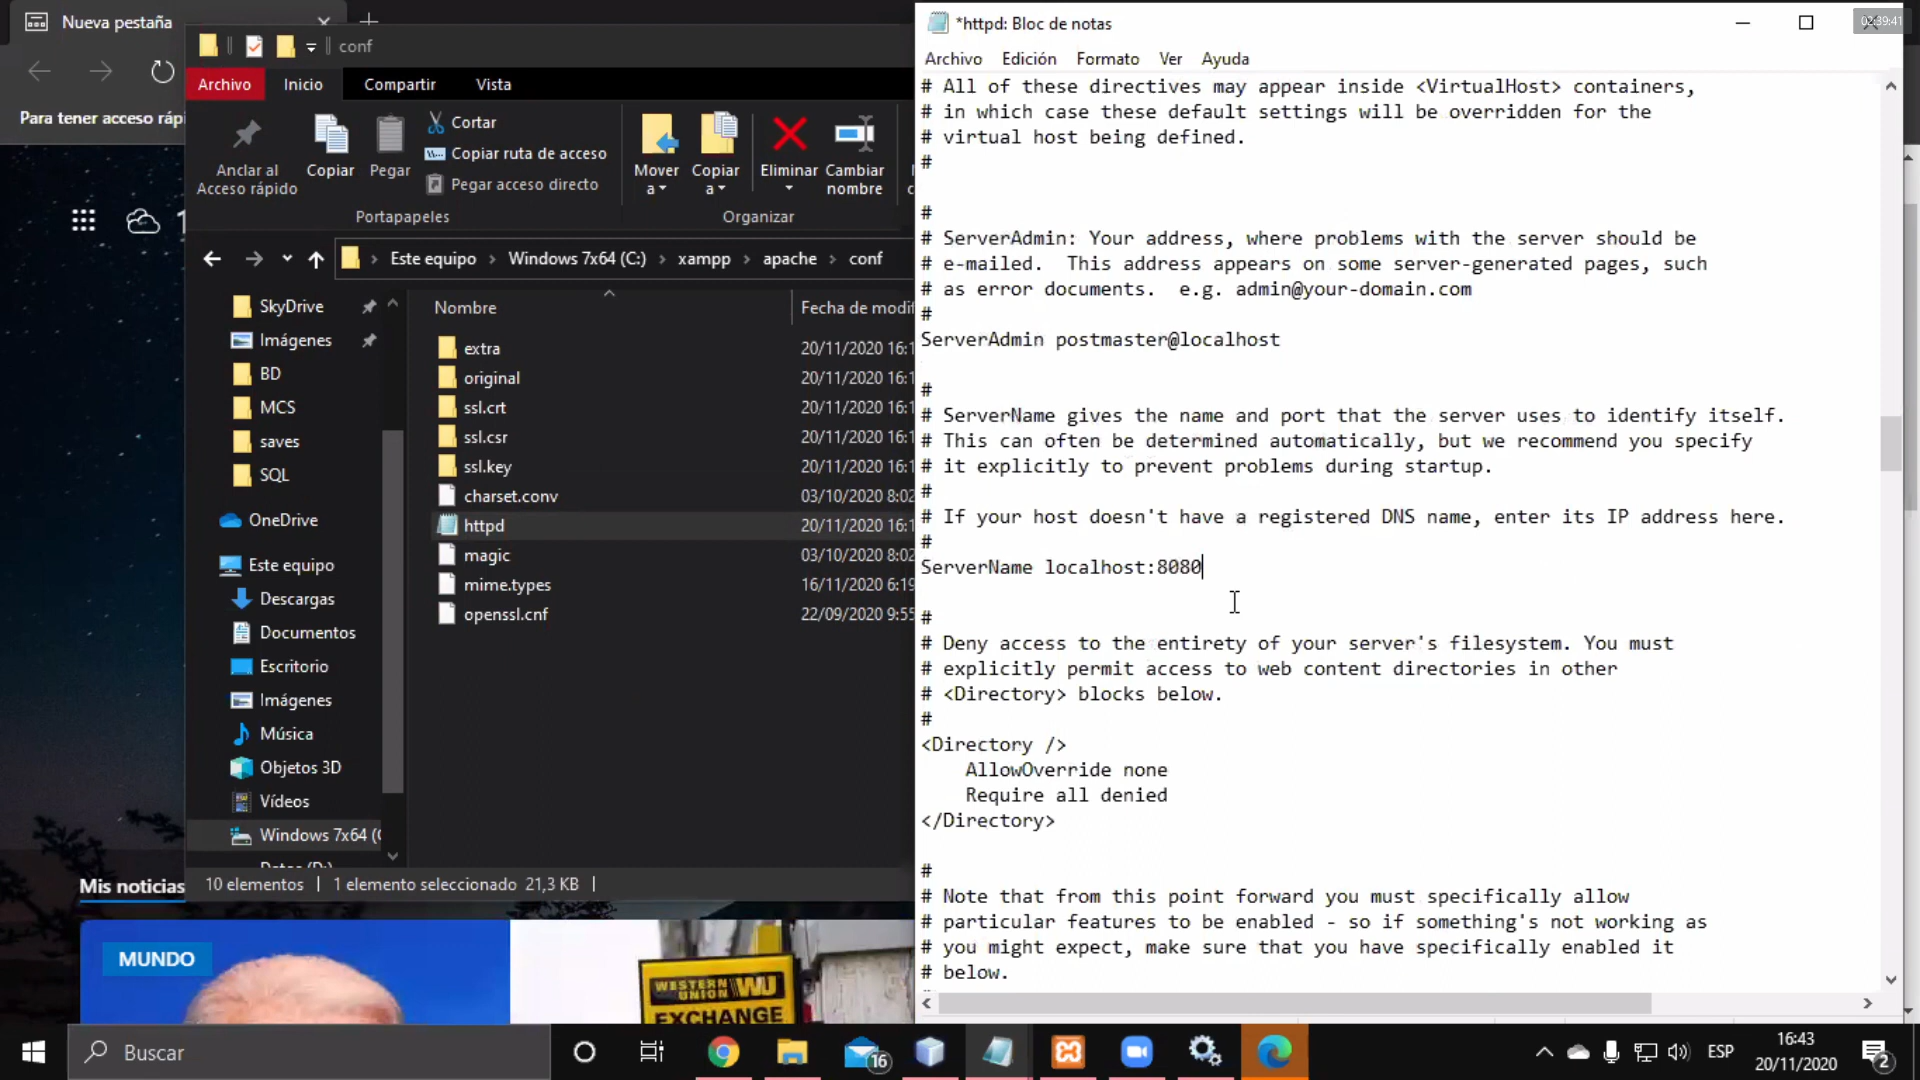 Nueva pestaña
Para tener acceso rápi
Mis noticias
MUNDO
WESTERN
UNION
WU
EXCHANGE
conf
Archivo
Inicio
Compartir
Vista
Anclar al
Acceso rápido
Copiar
Pegar
Cortar
Copiar ruta de acceso
Pegar acceso directo
Portapapeles
Mover
a
Copiar
a
Eliminar
Cambiar
nombre
Organizar
Este equipo > Windows 7x64 (C:) > xampp > apache > conf
SkyDrive
Imágenes
BD
MCS
saves
SQL
OneDrive
Este equipo
Descargas
Documentos
Escritorio
Imágenes
Música
Objetos 3D
Vídeos
Windows 7x64 (C
Nombre
Fecha de modif
extra 20/11/2020 16:1
original 20/11/2020 16:1
ssl.crt 20/11/2020 16:1
ssl.csr 20/11/2020 16:1
ssl.key 20/11/2020 16:1
charset.conv 03/10/2020 8:02
httpd 20/11/2020 16:1
magic 03/10/2020 8:02
mime.types 16/11/2020 6:19
openssl.cnf 22/09/2020 9:55
10 elementos
1 elemento seleccionado 21,3 KB
*httpd: Bloc de notas
02:39:41
Archivo Edición Formato Ver Ayuda
# All of these directives may appear inside <VirtualHost> containers,
# in which case these default settings will be overridden for the
# virtual host being defined.
#
#
# ServerAdmin: Your address, where problems with the server should be
# e-mailed.  This address appears on some server-generated pages, such
# as error documents.  e.g. admin@your-domain.com
#
ServerAdmin postmaster@localhost
#
# ServerName gives the name and port that the server uses to identify itself.
# This can often be determined automatically, but we recommend you specify
# it explicitly to prevent problems during startup.
#
# If your host doesn't have a registered DNS name, enter its IP address here.
#
ServerName localhost:8080
#
# Deny access to the entirety of your server's filesystem. You must
# explicitly permit access to web content directories in other
# <Directory> blocks below.
#
<Directory />
    AllowOverride none
    Require all denied
</Directory>
#
# Note that from this point forward you must specifically allow
# particular features to be enabled - so if something's not working as
# you might expect, make sure that you have specifically enabled it
# below.
Buscar
16
ESP
16:43
20/11/2020
2